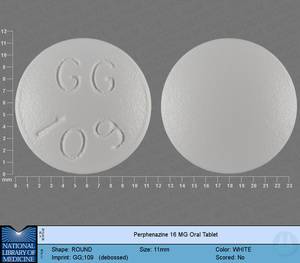 GG
109
12
11
10
9
8
7
6
5
4
3
2
1
0
mm
0 1 2 3 4 5 6 7 8 9 10 11 12 13 14 15 16 17 18 19 20 21 22 23
Perphenazine 16 MG Oral Tablet
NATIONAL
LIBRARY OF
MEDICINE
Shape: ROUND Size: 11mm Color: WHITE
Imprint: GG;109 (debossed) Scored: No